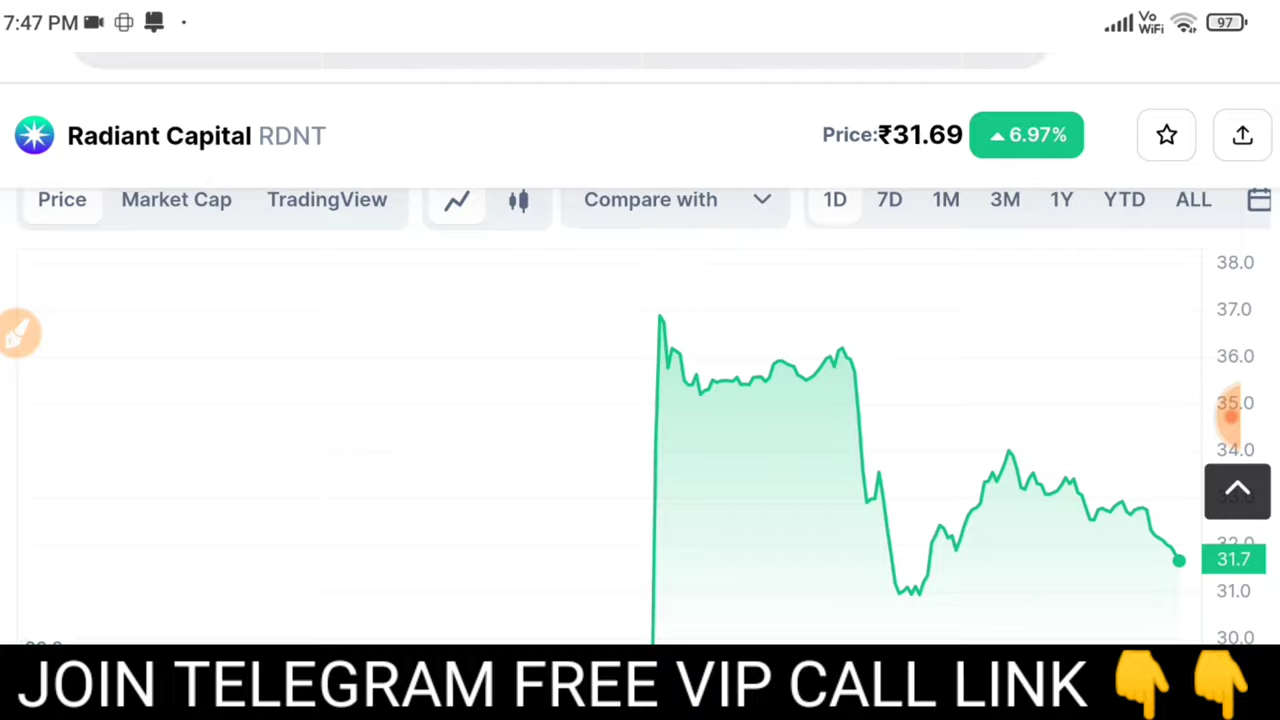 7:47 PM Vo WiFi 97
Radiant Capital RDNT Price:₹31.69 6.97%
Price Market Cap TradingView Compare with 1D 7D 1M 3M 1Y YTD ALL
38.0
37.0
36.0
35.0
34.0
32.0
31.7
31.0
30.0
JOIN TELEGRAM FREE VIP CALL LINK 👇 👇